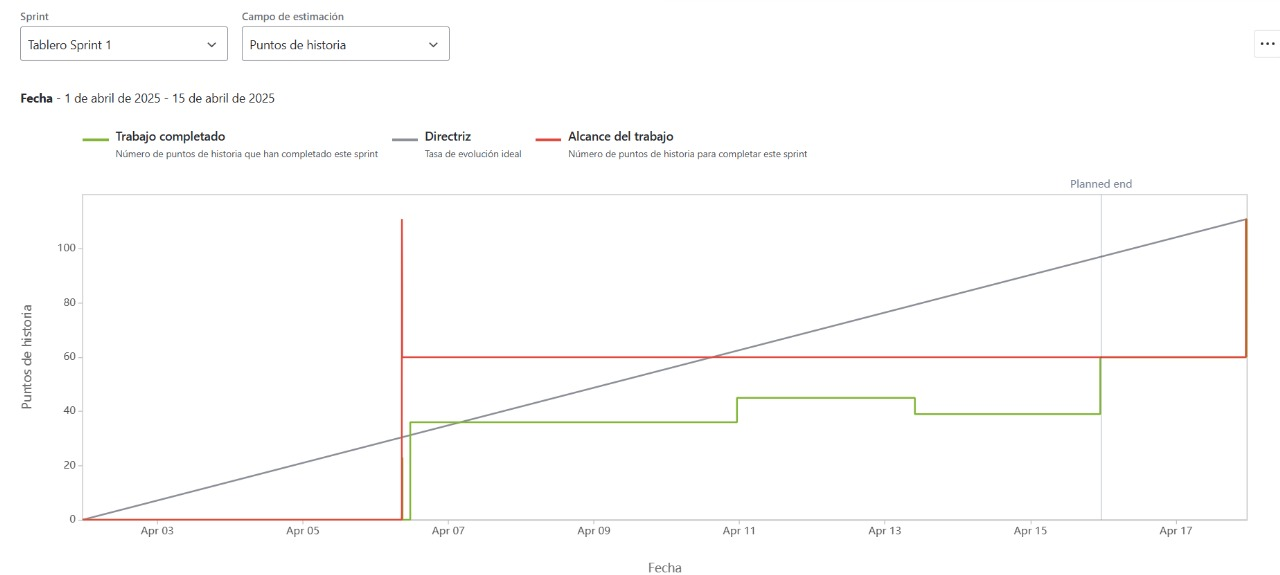 Sprint
Campo de estimación
Tablero Sprint 1
Puntos de historia
Fecha - 1 de abril de 2025 - 15 de abril de 2025
Trabajo completado
Número de puntos de historia que han completado este sprint
Directriz
Tasa de evolución ideal
Alcance del trabajo
Número de puntos de historia para completar este sprint
Planned end
Puntos de historia
100
80
60
40
20
0
Apr 03
Apr 05
Apr 07
Apr 09
Apr 11
Apr 13
Apr 15
Apr 17
Fecha